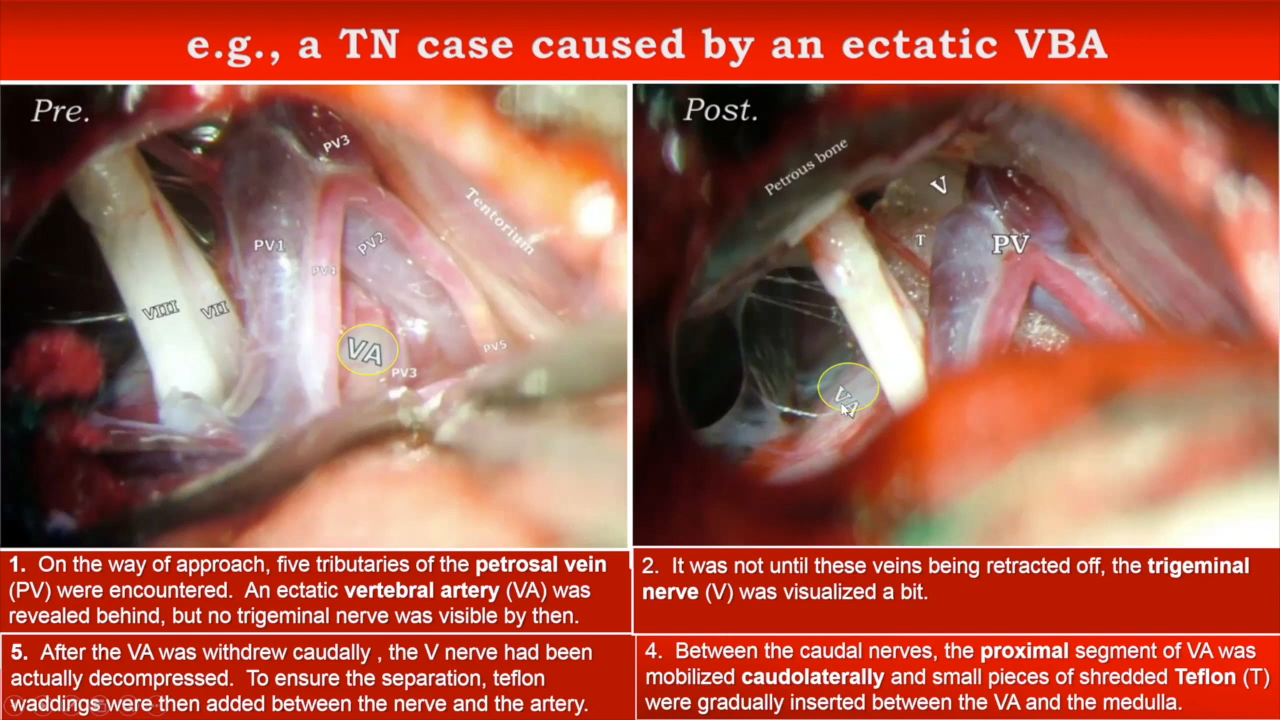 e.g., a TN case caused by an ectatic VBA
Pre.
PV3
Tentorium
PV1
PV2
PV4
VIII
VII
VA
PV5
PV3
Post.
Petrous bone
V
T
PV
VA
1. On the way of approach, five tributaries of the petrosal vein
(PV) were encountered. An ectatic vertebral artery (VA) was
revealed behind, but no trigeminal nerve was visible by then.
2. It was not until these veins being retracted off, the trigeminal
nerve (V) was visualized a bit.
5. After the VA was withdrew caudally , the V nerve had been
actually decompressed. To ensure the separation, teflon
waddings were then added between the nerve and the artery.
4. Between the caudal nerves, the proximal segment of VA was
mobilized caudolaterally and small pieces of shredded Teflon (T)
were gradually inserted between the VA and the medulla.